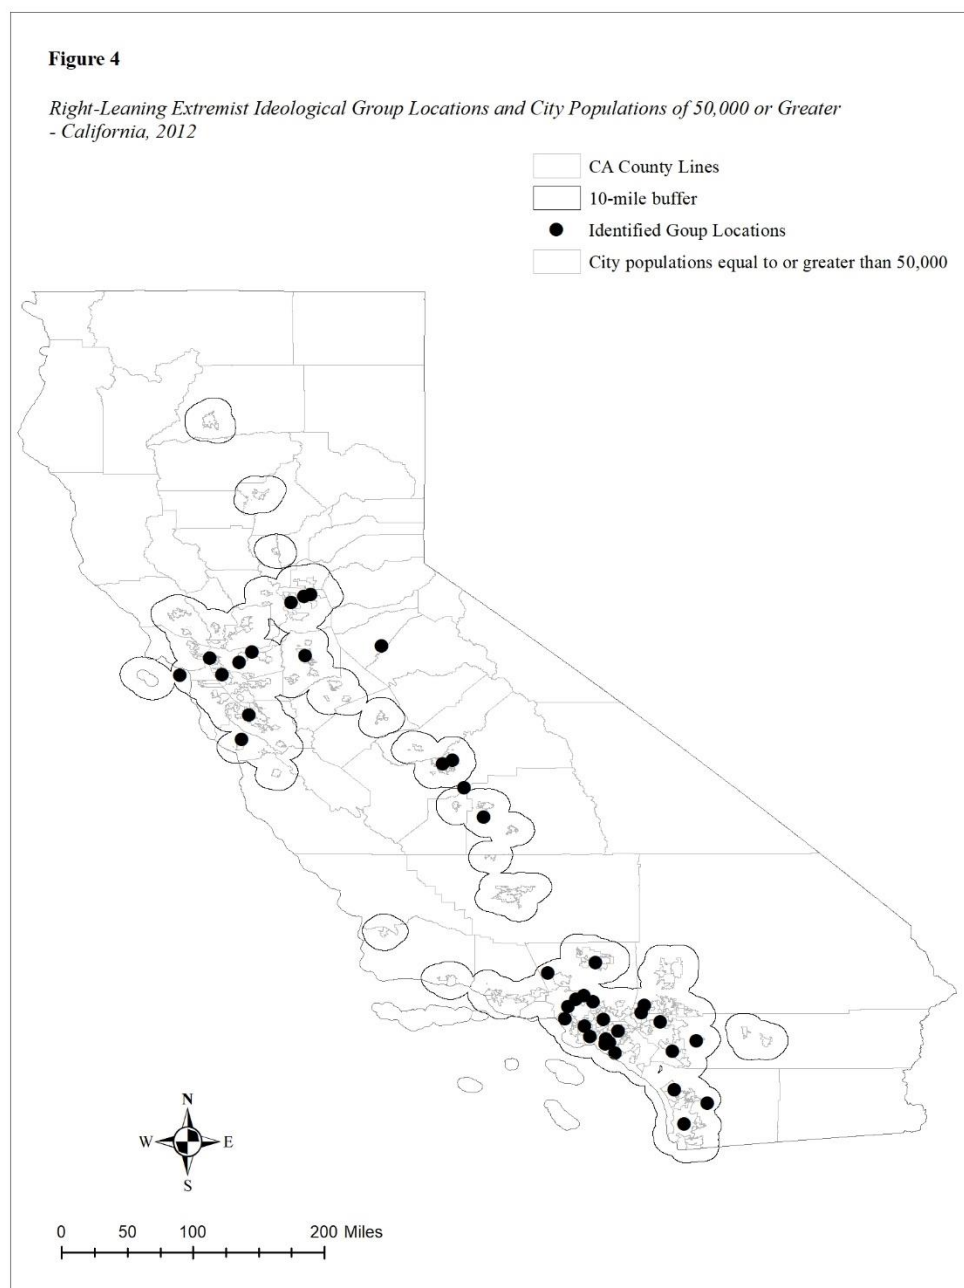 Figure 4
Right-Leaning Extremist Ideological Group Locations and City Populations of 50,000 or Greater
- California, 2012
CA County Lines
10-mile buffer
Identified Goup Locations
City populations equal to or greater than 50,000
N
W E
S
0 50 100 200 Miles